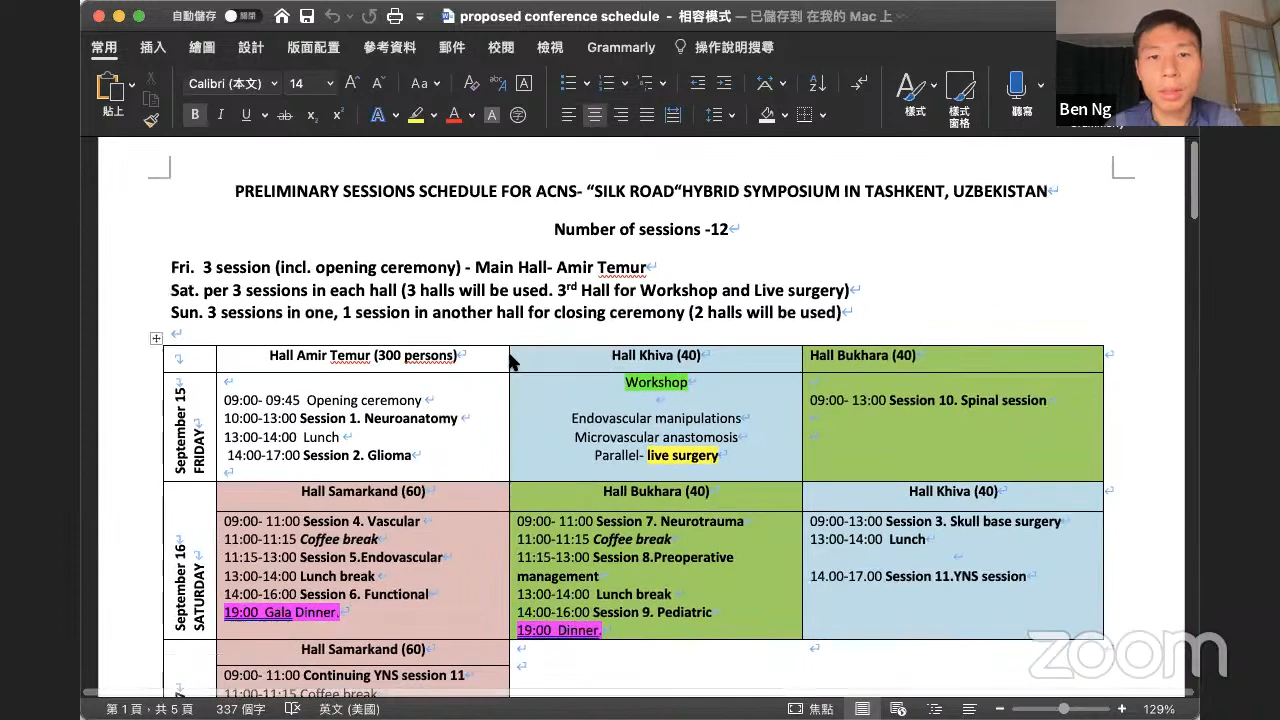 自動儲存 關閉 proposed conference schedule - 相容模式 — 已儲存到 在我的 Mac 上
常用 插入 繪圖 設計 版面配置 參考資料 郵件 校閱 檢視 Grammarly 操作說明搜尋
貼上 Calibri (本文) 14 樣式 樣式窗格 聽寫
Ben Ng
PRELIMINARY SESSIONS SCHEDULE FOR ACNS- “SILK ROAD“HYBRID SYMPOSIUM IN TASHKENT, UZBEKISTAN
Number of sessions -12
Fri. 3 session (incl. opening ceremony) - Main Hall- Amir Temur
Sat. per 3 sessions in each hall (3 halls will be used. 3rd Hall for Workshop and Live surgery)
Sun. 3 sessions in one, 1 session in another hall for closing ceremony (2 halls will be used)
Hall Amir Temur (300 persons) Hall Khiva (40) Hall Bukhara (40)
September 15
FRIDAY
09:00- 09:45 Opening ceremony
10:00-13:00 Session 1. Neuroanatomy
13:00-14:00 Lunch
14:00-17:00 Session 2. Glioma
Workshop
Endovascular manipulations
Microvascular anastomosis
Parallel- live surgery
09:00- 13:00 Session 10. Spinal session
Hall Samarkand (60) Hall Bukhara (40) Hall Khiva (40)
September 16
SATURDAY
09:00- 11:00 Session 4. Vascular
11:00-11:15 Coffee break
11:15-13:00 Session 5.Endovascular
13:00-14:00 Lunch break
14:00-16:00 Session 6. Functional
19:00 Gala Dinner.
09:00- 11:00 Session 7. Neurotrauma
11:00-11:15 Coffee break
11:15-13:00 Session 8.Preoperative
management
13:00-14:00 Lunch break
14:00-16:00 Session 9. Pediatric
19:00 Dinner.
09:00-13:00 Session 3. Skull base surgery
13:00-14:00 Lunch
14.00-17.00 Session 11.YNS session
Hall Samarkand (60)
09:00- 11:00 Continuing YNS session 11
11:00-11:15 Coffee break
zoom
第 1 頁，共 5 頁 337 個字 英文 (美國) 焦點 129%